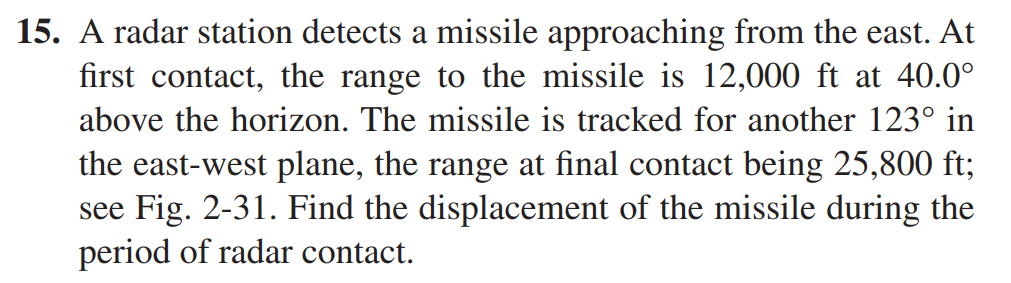 15. A radar station detects a missile approaching from the east. At
first contact, the range to the missile is 12,000 ft at 40.0°
above the horizon. The missile is tracked for another 123° in
the east-west plane, the range at final contact being 25,800 ft;
see Fig. 2-31. Find the displacement of the missile during the
period of radar contact.